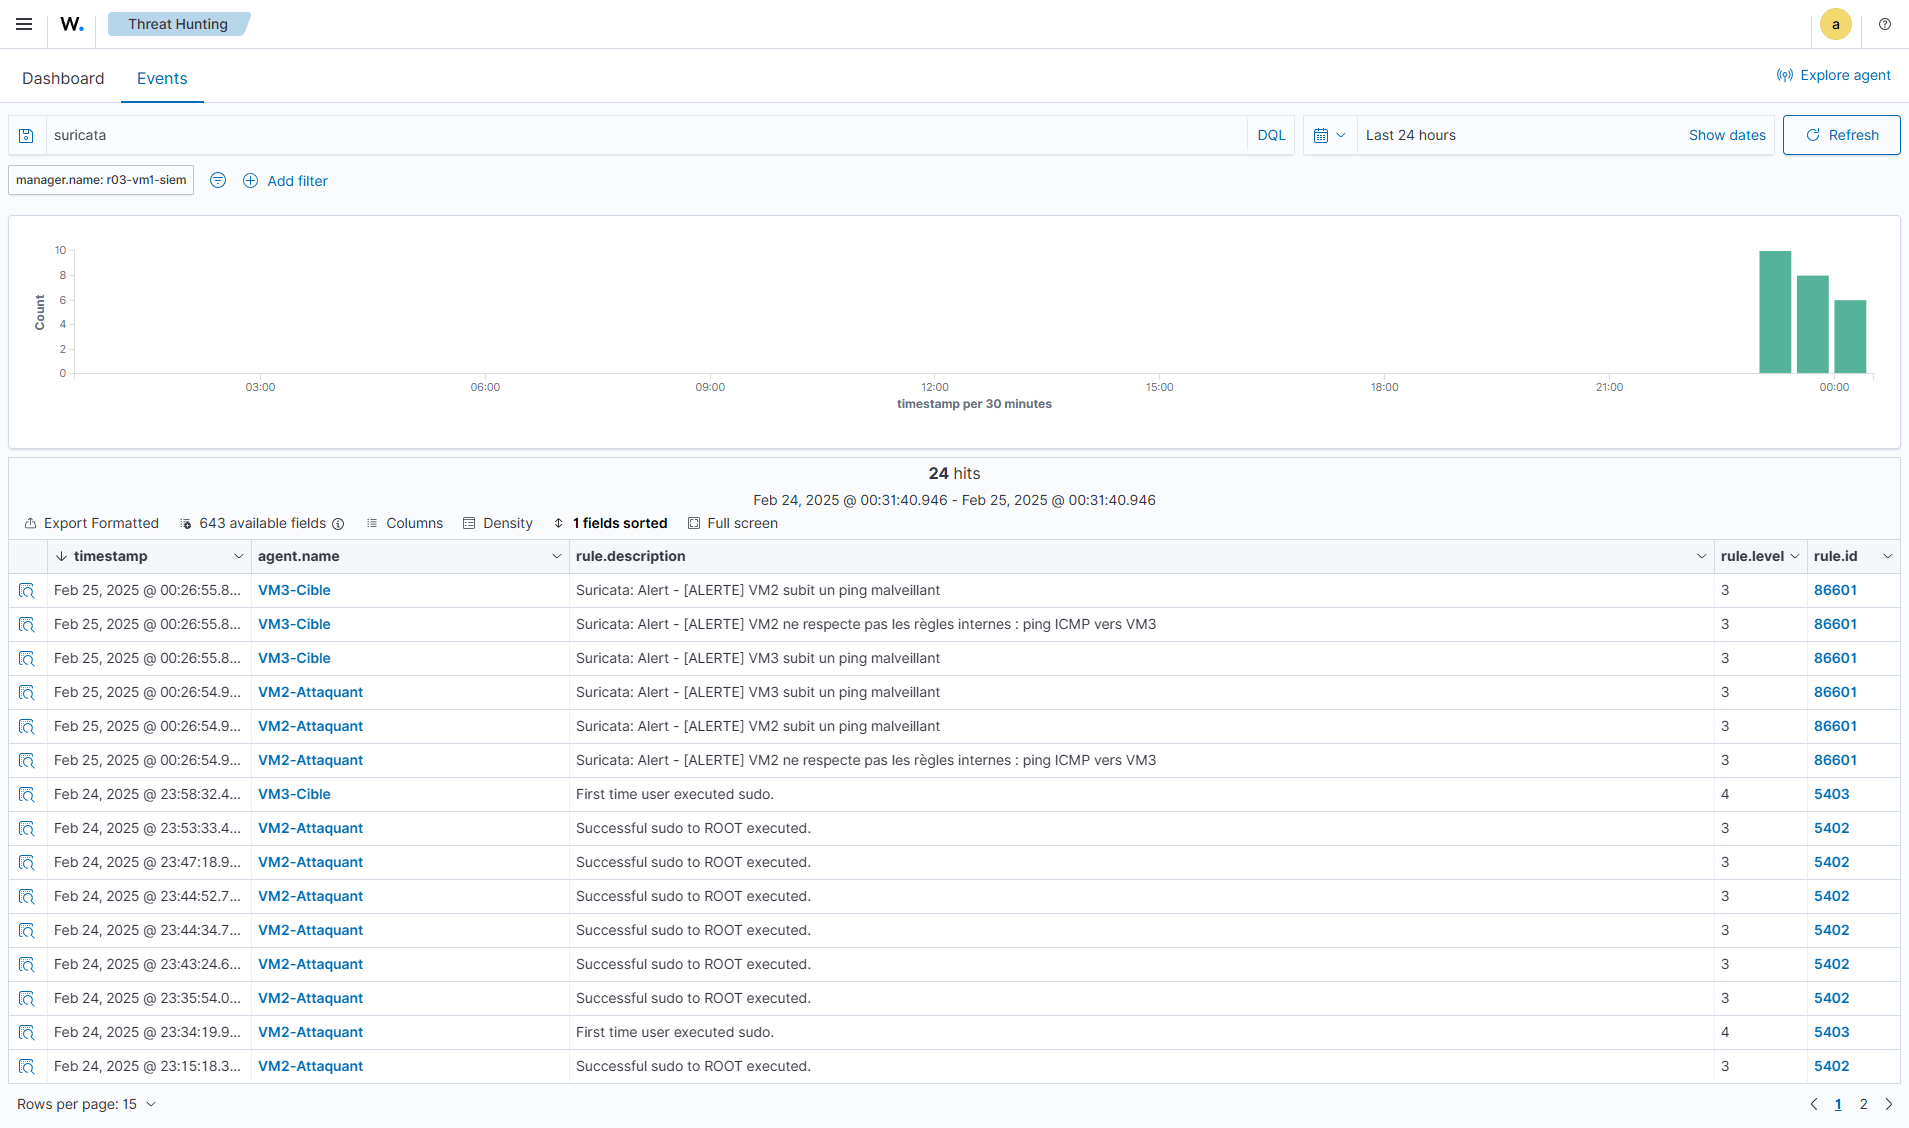 W. Threat Hunting a
Dashboard Events Explore agent
suricata DQL Last 24 hours Show dates Refresh
manager.name: r03-vm1-siem Add filter
10
8
6
4
2
0
Count
03:00 06:00 09:00 12:00 15:00 18:00 21:00 00:00
timestamp per 30 minutes
24 hits
Feb 24, 2025 @ 00:31:40.946 - Feb 25, 2025 @ 00:31:40.946
Export Formatted 643 available fields Columns Density 1 fields sorted Full screen
timestamp agent.name rule.description rule.level rule.id
Feb 25, 2025 @ 00:26:55.8... VM3-Cible Suricata: Alert - [ALERTE] VM2 subit un ping malveillant 3 86601
Feb 25, 2025 @ 00:26:55.8... VM3-Cible Suricata: Alert - [ALERTE] VM2 ne respecte pas les règles internes : ping ICMP vers VM3 3 86601
Feb 25, 2025 @ 00:26:55.8... VM3-Cible Suricata: Alert - [ALERTE] VM3 subit un ping malveillant 3 86601
Feb 25, 2025 @ 00:26:54.9... VM2-Attaquant Suricata: Alert - [ALERTE] VM3 subit un ping malveillant 3 86601
Feb 25, 2025 @ 00:26:54.9... VM2-Attaquant Suricata: Alert - [ALERTE] VM2 subit un ping malveillant 3 86601
Feb 25, 2025 @ 00:26:54.9... VM2-Attaquant Suricata: Alert - [ALERTE] VM2 ne respecte pas les règles internes : ping ICMP vers VM3 3 86601
Feb 24, 2025 @ 23:58:32.4... VM3-Cible First time user executed sudo. 4 5403
Feb 24, 2025 @ 23:53:33.4... VM2-Attaquant Successful sudo to ROOT executed. 3 5402
Feb 24, 2025 @ 23:47:18.9... VM2-Attaquant Successful sudo to ROOT executed. 3 5402
Feb 24, 2025 @ 23:44:52.7... VM2-Attaquant Successful sudo to ROOT executed. 3 5402
Feb 24, 2025 @ 23:44:34.7... VM2-Attaquant Successful sudo to ROOT executed. 3 5402
Feb 24, 2025 @ 23:43:24.6... VM2-Attaquant Successful sudo to ROOT executed. 3 5402
Feb 24, 2025 @ 23:35:54.0... VM2-Attaquant Successful sudo to ROOT executed. 3 5402
Feb 24, 2025 @ 23:34:19.9... VM2-Attaquant First time user executed sudo. 4 5403
Feb 24, 2025 @ 23:15:18.3... VM2-Attaquant Successful sudo to ROOT executed. 3 5402
Rows per page: 15 1 2